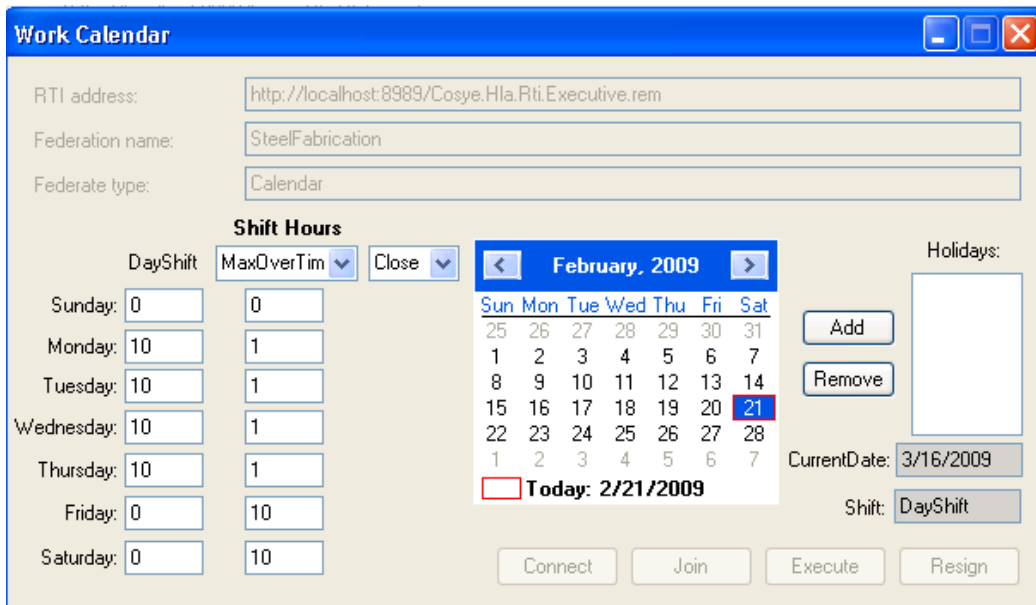 Work Calendar
RTI address: http://localhost:8989/Cosye.Hla.Rti.Executive.rem
Federation name: SteelFabrication
Federate type: Calendar
Shift Hours
DayShift MaxOverTim Close
Sunday: 0 0
Monday: 10 1
Tuesday: 10 1
Wednesday: 10 1
Thursday: 10 1
Friday: 0 10
Saturday: 0 10
February, 2009
Sun Mon Tue Wed Thu Fri Sat
25 26 27 28 29 30 31
1 2 3 4 5 6 7
8 9 10 11 12 13 14
15 16 17 18 19 20 21
22 23 24 25 26 27 28
1 2 3 4 5 6 7
Today: 2/21/2009
Add
Remove
Holidays:
CurrentDate: 3/16/2009
Shift: DayShift
Connect Join Execute Resign